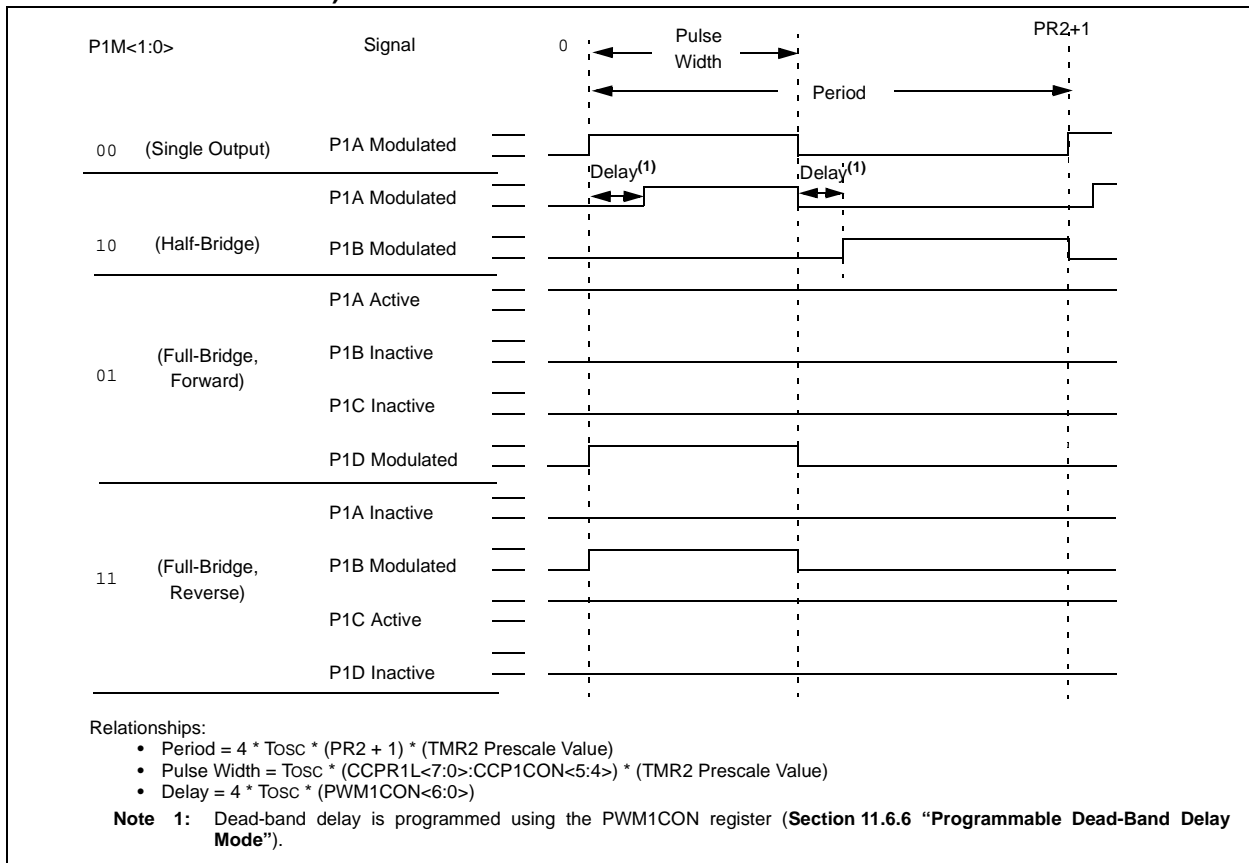 P1M<1:0> Signal 0 Pulse Width PR2+1
Period
00 (Single Output) P1A Modulated
Delay(1) Delay(1)
P1A Modulated
10 (Half-Bridge) P1B Modulated
P1A Active
01 (Full-Bridge, Forward) P1B Inactive
P1C Inactive
P1D Modulated
P1A Inactive
11 (Full-Bridge, Reverse) P1B Modulated
P1C Active
P1D Inactive
Relationships:
• Period = 4 * TOSC * (PR2 + 1) * (TMR2 Prescale Value)
• Pulse Width = TOSC * (CCPR1L<7:0>:CCP1CON<5:4>) * (TMR2 Prescale Value)
• Delay = 4 * TOSC * (PWM1CON<6:0>)
Note 1: Dead-band delay is programmed using the PWM1CON register (Section 11.6.6 “Programmable Dead-Band Delay
Mode”).